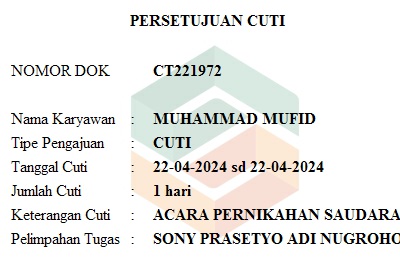 PERSETUJUAN CUTI
NOMOR DOK CT221972
Nama Karyawan : MUHAMMAD MUFID
Tipe Pengajuan : CUTI
Tanggal Cuti : 22-04-2024 sd 22-04-2024
Jumlah Cuti : 1 hari
Keterangan Cuti : ACARA PERNIKAHAN SAUDARA
Pelimpahan Tugas : SONY PRASETYO ADI NUGROHO